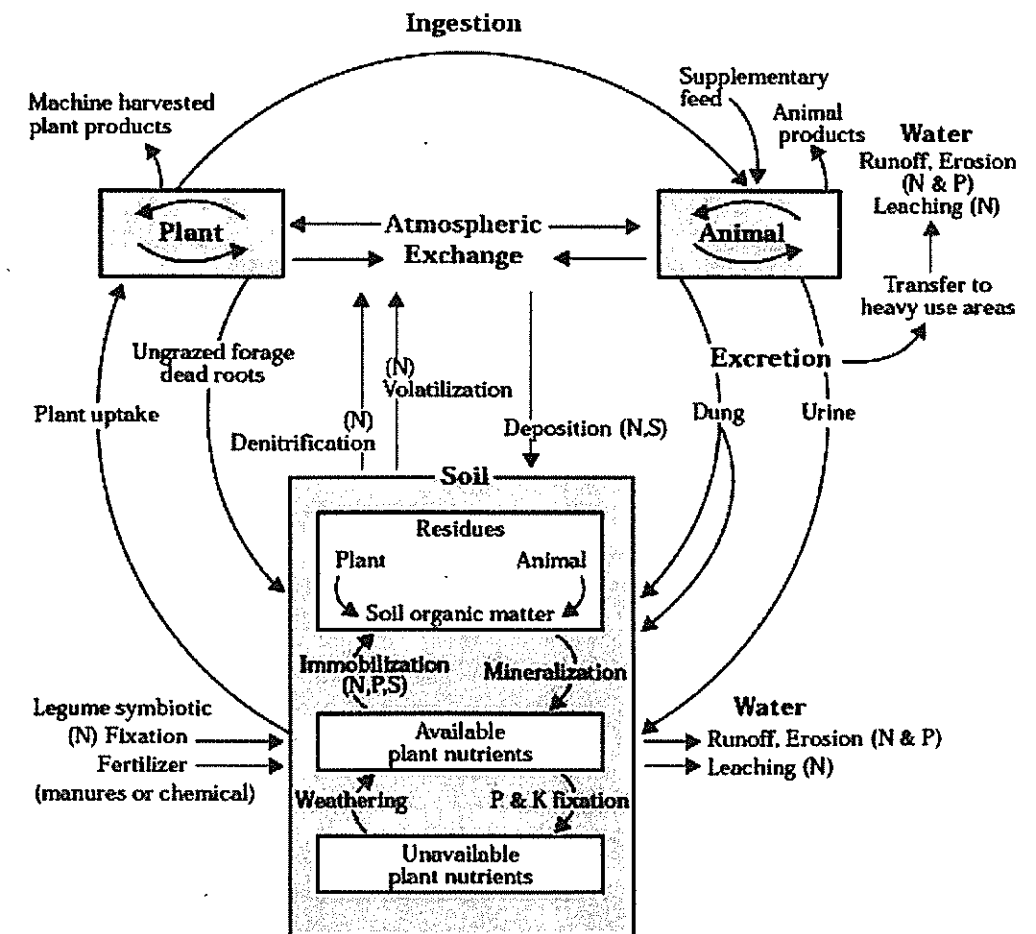 Ingestion
Machine harvested
plant products
Supplementary
feed
Animal
products
Water
Runoff, Erosion
(N & P)
Leaching (N)
Plant
Atmospheric
Exchange
Animal
Transfer to
heavy use areas
Ungrazed forage
dead roots
(N)
Volatilization
Excretion
Plant uptake
(N)
Denitrification
Deposition (N,S)
Dung
Urine
Soil
Residues
Plant
Animal
Soil organic matter
Immobilization
(N,P,S)
Mineralization
Legume symbiotic
(N) Fixation
Fertilizer
(manures or chemical)
Available
plant nutrients
Water
Runoff, Erosion (N & P)
Leaching (N)
Weathering
P & K fixation
Unavailable
plant nutrients